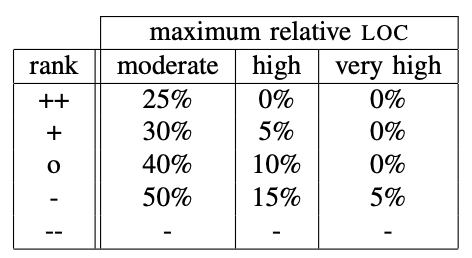 maximum relative LOC
rank moderate high very high
++ 25% 0% 0%
+ 30% 5% 0%
o 40% 10% 0%
- 50% 15% 5%
-- - - -